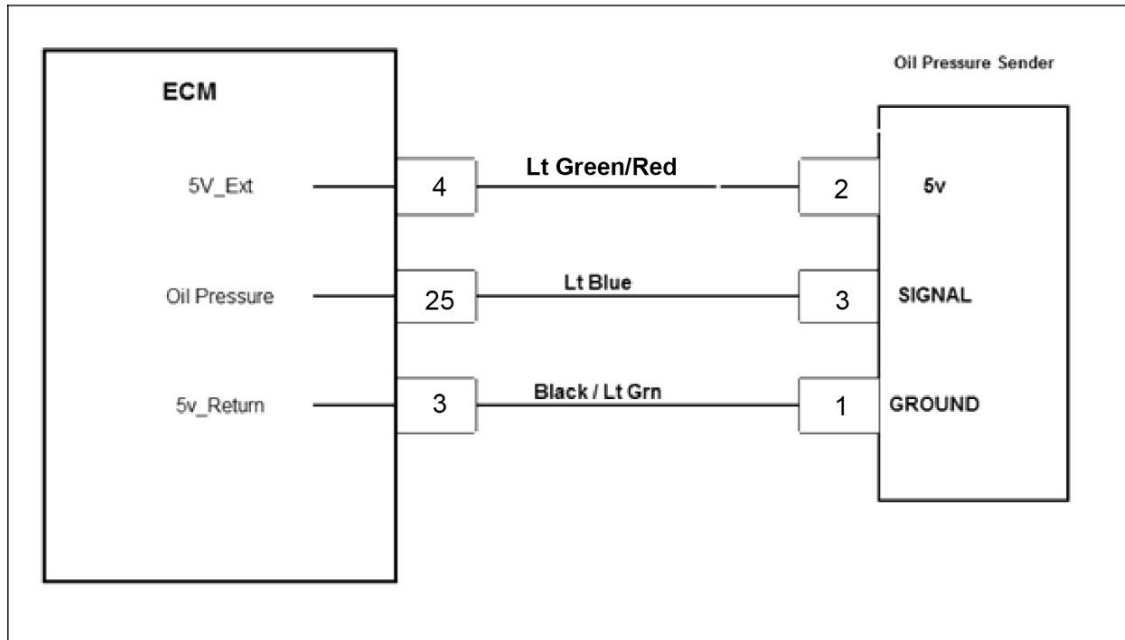 Oil Pressure Sender
ECM
5V_Ext
4
Lt Green/Red
2
5v
Oil Pressure
25
Lt Blue
3
SIGNAL
5v_Return
3
Black / Lt Grn
1
GROUND